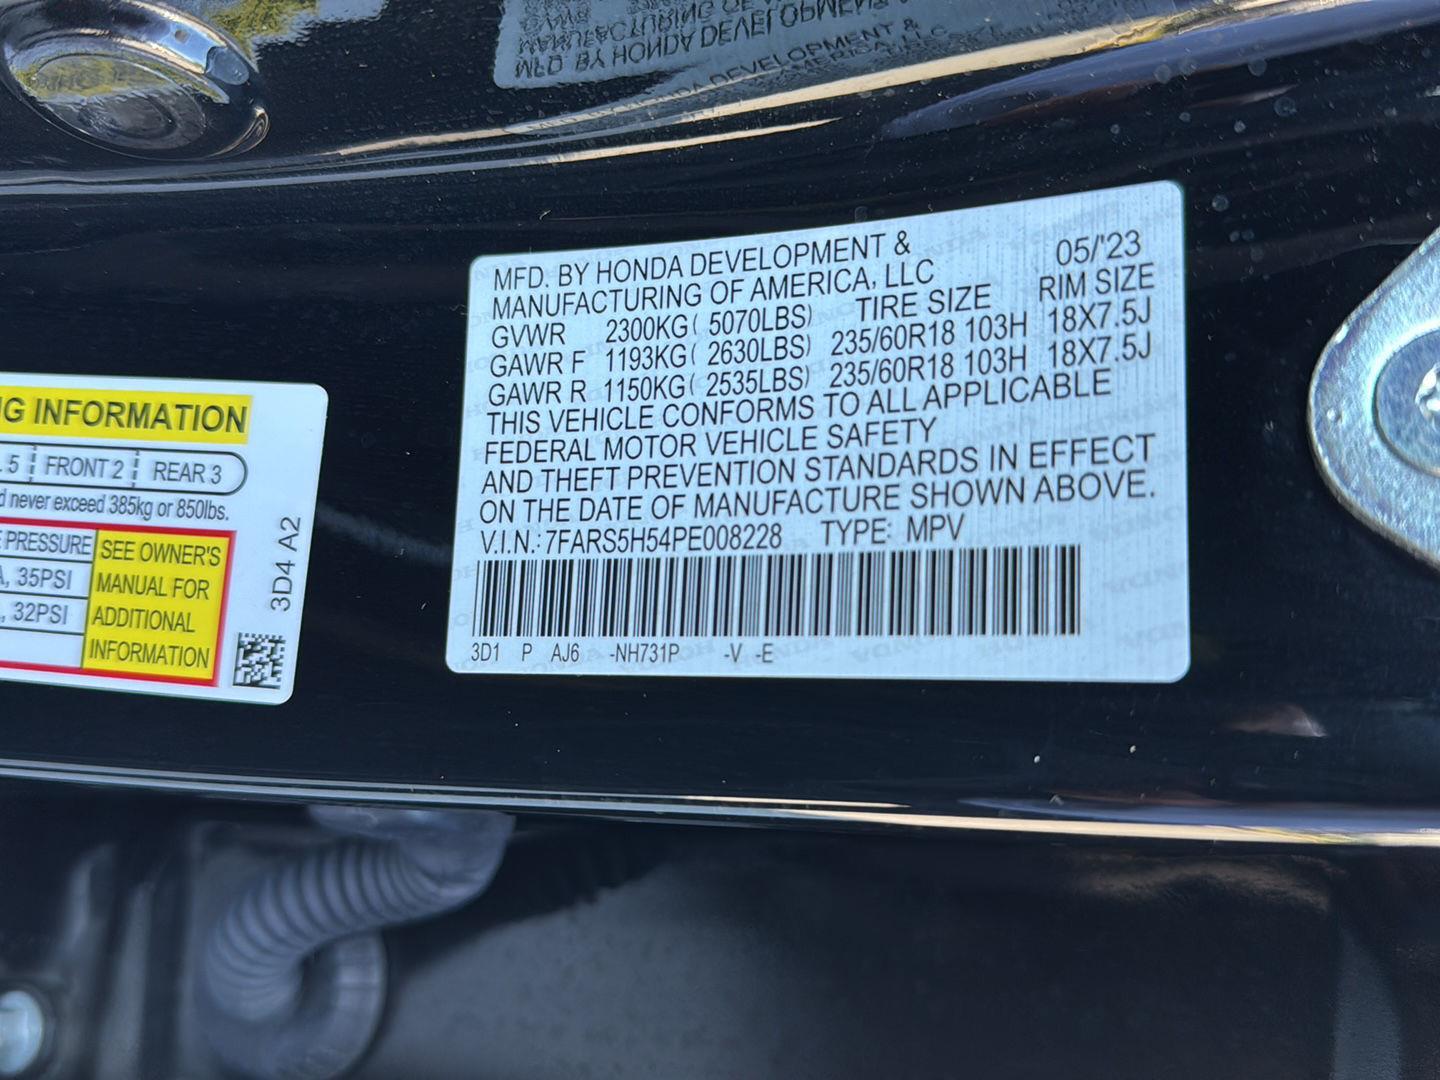 MFD. BY HONDA DEVELOPMENT &
MANUFACTURING OF AMERICA, LLC
05/'23
GVWR 2300KG( 5070LBS) TIRE SIZE RIM SIZE
GAWR F 1193KG( 2630LBS) 235/60R18 103H 18X7.5J
GAWR R 1150KG( 2535LBS) 235/60R18 103H 18X7.5J
THIS VEHICLE CONFORMS TO ALL APPLICABLE
FEDERAL MOTOR VEHICLE SAFETY
AND THEFT PREVENTION STANDARDS IN EFFECT
ON THE DATE OF MANUFACTURE SHOWN ABOVE.
V.I.N.: 7FARS5H54PE008228 TYPE: MPV
3D1 P AJ6 -NH731P -V -E
NG INFORMATION
5 FRONT 2 REAR 3
never exceed 385kg or 850lbs.
PRESSURE
35PSI
32PSI
SEE OWNER'S
MANUAL FOR
ADDITIONAL
INFORMATION
3D4 A2